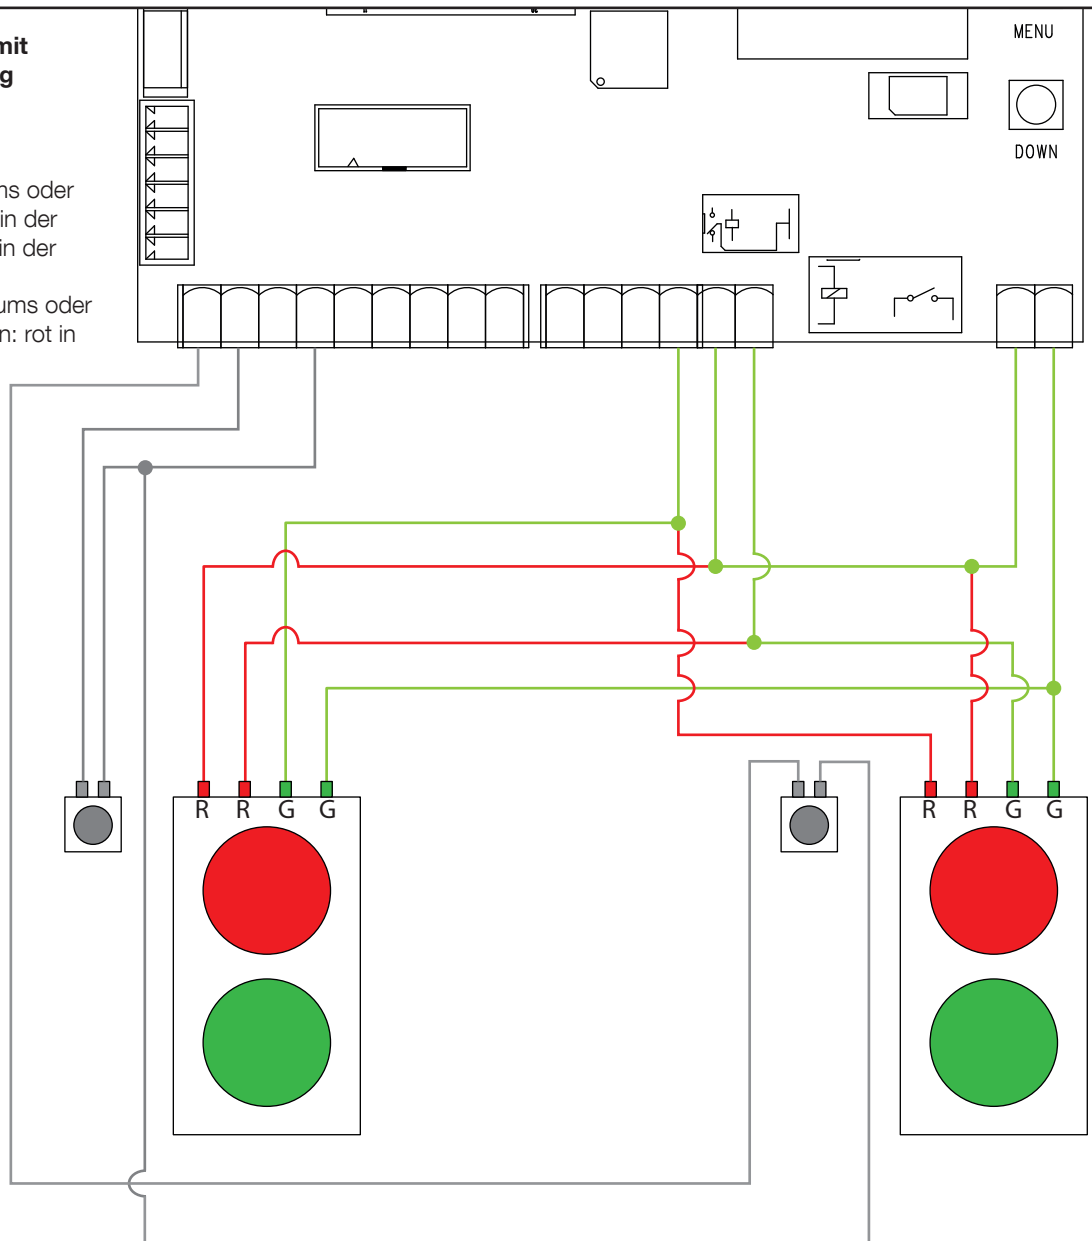 mit
g
MENU
DOWN
ns oder
in der
in der
ums oder
n: rot in
R R G G
R R G G